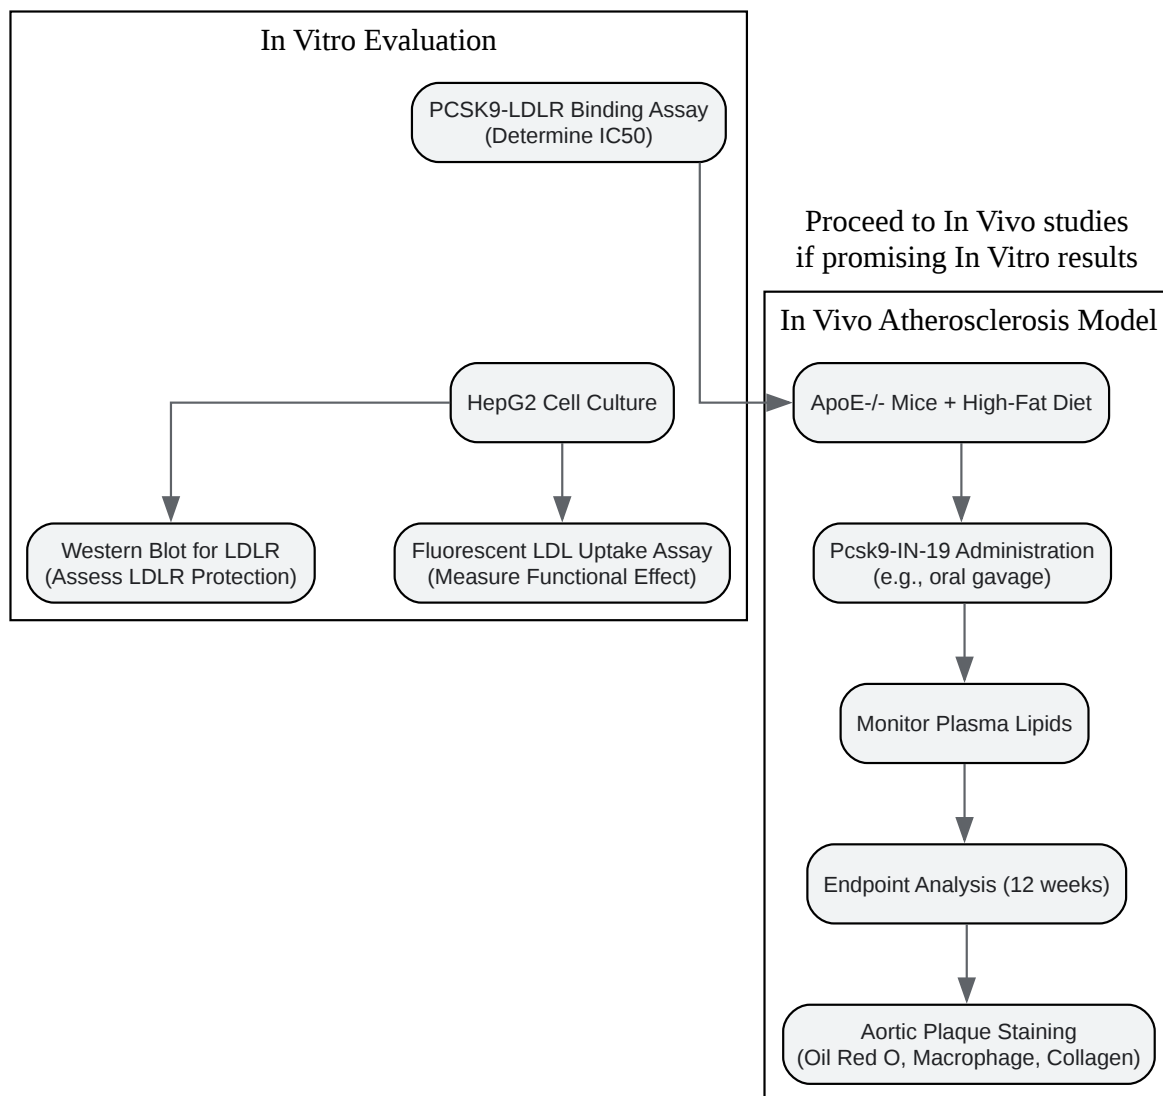 In Vitro Evaluation
PCSK9-LDLR Binding Assay
(Determine IC50)
HepG2 Cell Culture
Western Blot for LDLR
(Assess LDLR Protection)
Fluorescent LDL Uptake Assay
(Measure Functional Effect)
Proceed to In Vivo studies
if promising In Vitro results
In Vivo Atherosclerosis Model
ApoE-/- Mice + High-Fat Diet
Pcsk9-IN-19 Administration
(e.g., oral gavage)
Monitor Plasma Lipids
Endpoint Analysis (12 weeks)
Aortic Plaque Staining
(Oil Red O, Macrophage, Collagen)